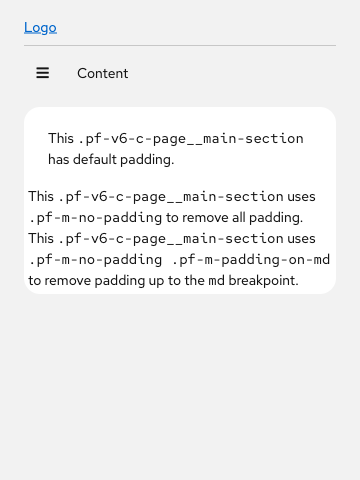 Logo
Content
This .pf-v6-c-page__main-section
has default padding.
This .pf-v6-c-page__main-section uses
.pf-m-no-padding to remove all padding.
This .pf-v6-c-page__main-section uses
.pf-m-no-padding .pf-m-padding-on-md
to remove padding up to the md breakpoint.